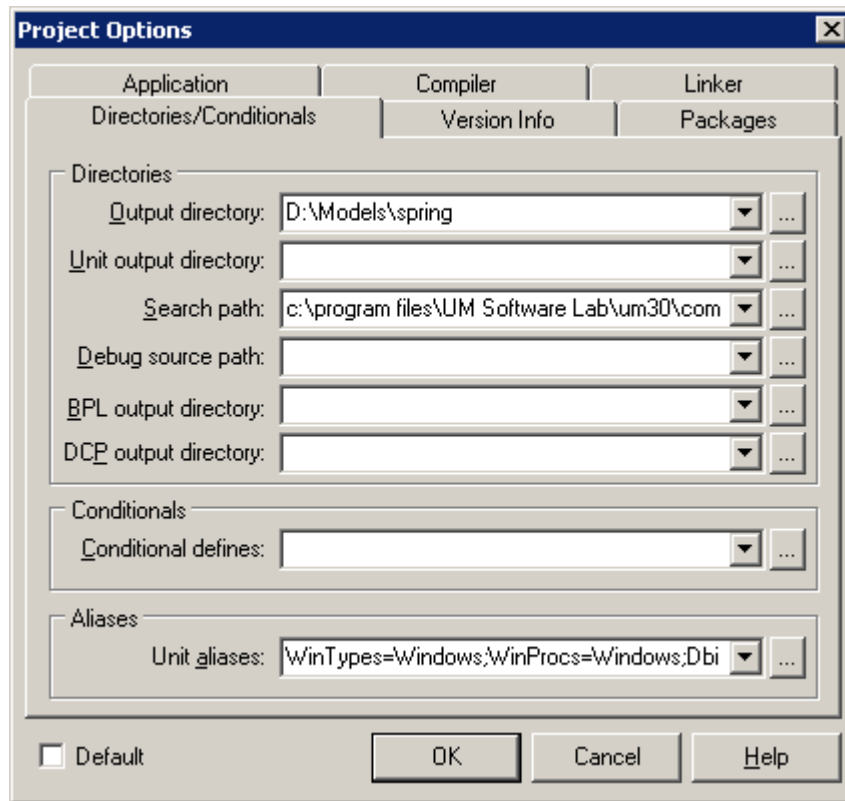 Project Options
Application Compiler Linker
Directories/Conditionals Version Info Packages
Directories
Output directory: D:\Models\spring ...
Unit output directory: ...
Search path: c:\program files\UM Software Lab\um30\com ...
Debug source path: ...
BPL output directory: ...
DCP output directory: ...
Conditionals
Conditional defines: ...
Aliases
Unit aliases: WinTypes=Windows;WinProcs=Windows;Dbi ...
Default OK Cancel Help